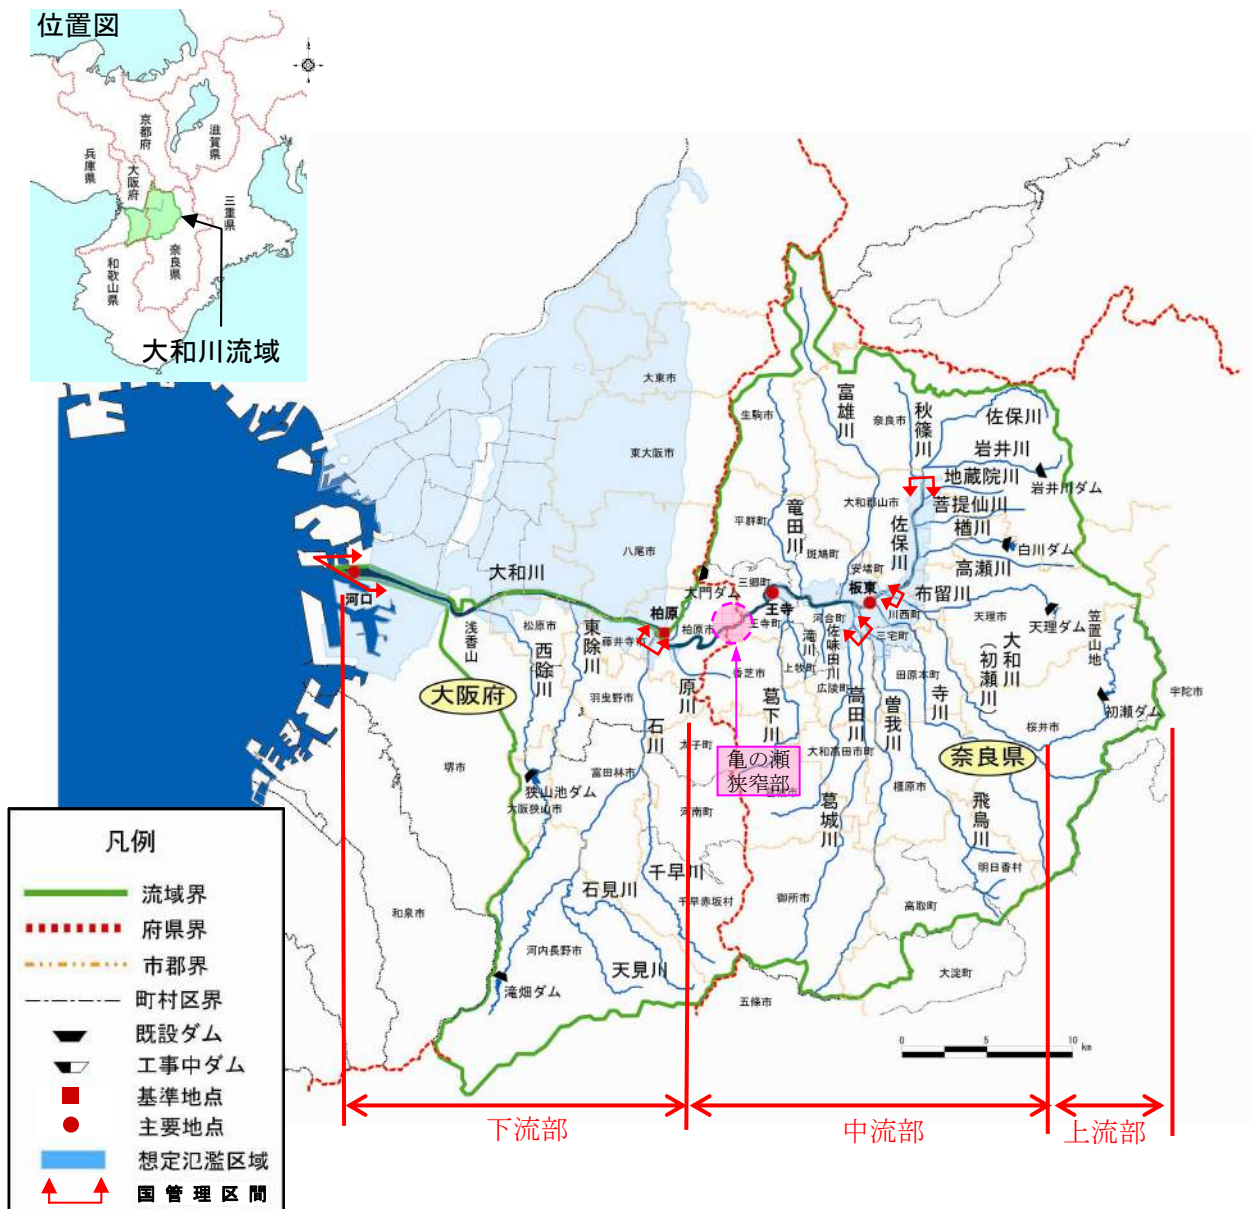 位置図
京都府
滋賀県
兵庫県
大阪府
三重県
奈良県
和歌山県
大和川流域
大東市
生駒市
富雄川
奈良市
秋篠川
佐保川
岩井川
東大阪市
地蔵院川
岩井川ダム
大和郡山市
菩提仙川
竜田川
佐保川
楢川
平群町
八尾市
斑鳩町
白川ダム
安堵町
高瀬川
大和川
三郷町
大門ダム
板東
布留川
河口
王寺
川西町
柏原
河合町
天理市
天理ダム
笠置山地
浅香山
松原市
東除川
藤井寺市
柏原市
王寺町
滝川
佐味田川
三宅町
大和川
（初瀬川）
西除川
香芝市
上牧町
田原本町
大阪府
羽曳野市
原川
葛下川
広陵町
高田川
曽我川
寺川
宇陀市
初瀬ダム
石川
桜井市
太子町
大和高田市
奈良県
亀の瀬
狭窄部
富田林市
狭山池ダム
橿原市
堺市
大阪狭山市
河南町
葛城川
飛鳥川
千早川
明日香村
石見川
千早赤坂村
御所市
高取町
和泉市
河内長野市
天見川
大淀町
滝畑ダム
五條市
0
5
10
km
下流部
中流部
上流部
凡例
流域界
府県界
市郡界
町村区界
既設ダム
工事中ダム
基準地点
主要地点
想定氾濫区域
国管理区間